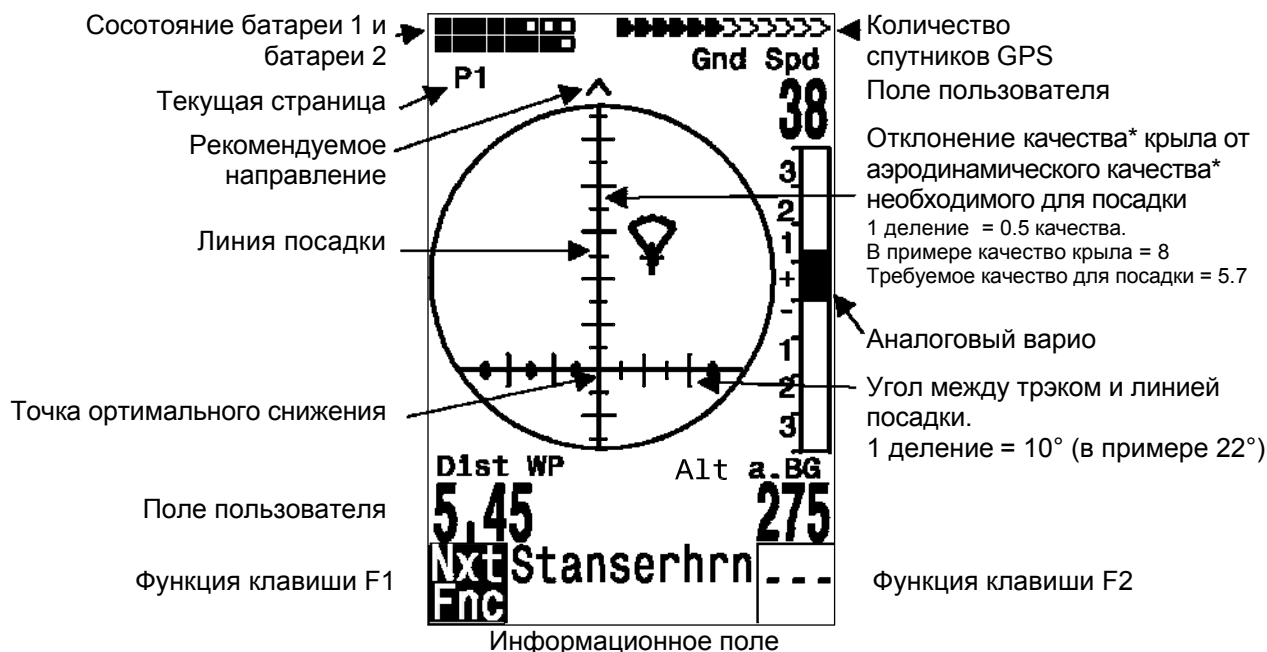 Сосотояние батареи 1 и
батареи 2
Текущая страница
Рекомендуемое
направление
Линия посадки
Точка ортимального снижения
Поле пользователя
Функция клавиши F1
P1
Gnd Spd
38
3
2
1
+
-
1
2
3
Dist WP
5,45
Alt a.BG
275
Nxt
Fnc
Stanserhrn
---
Информационное поле
Количество
спутников GPS
Поле пользователя
Отклонение качества* крыла от
аэродинамического качества*
необходимого для посадки
1 деление = 0.5 качества.
В примере качество крыла = 8
Требуемое качество для посадки = 5.7
Аналоговый варио
Угол между трэком и линией
посадки.
1 деление = 10° (в примере 22°)
Функция клавиши F2